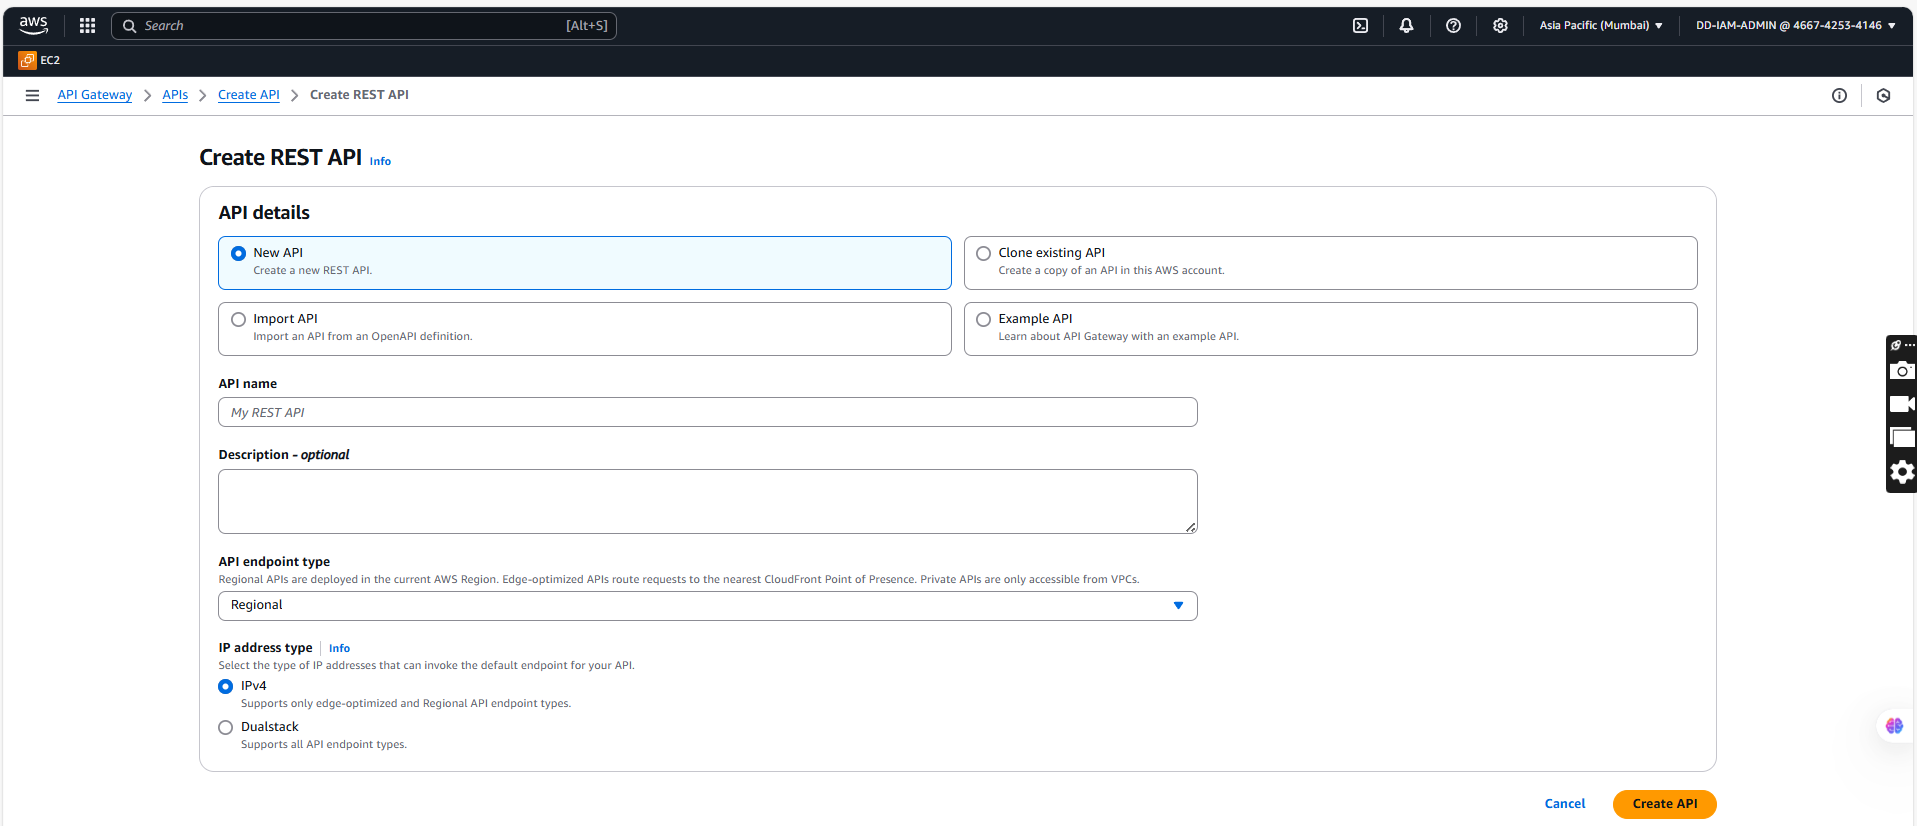 aws
Search [Alt+S]
Asia Pacific (Mumbai)
DD-IAM-ADMIN @ 4667-4253-4146
EC2
API Gateway
APIs
Create API
Create REST API
Create REST API Info
API details
New API
Create a new REST API.
Clone existing API
Create a copy of an API in this AWS account.
Import API
Import an API from an OpenAPI definition.
Example API
Learn about API Gateway with an example API.
API name
My REST API
Description - optional
API endpoint type
Regional APIs are deployed in the current AWS Region. Edge-optimized APIs route requests to the nearest CloudFront Point of Presence. Private APIs are only accessible from VPCs.
Regional
IP address type Info
Select the type of IP addresses that can invoke the default endpoint for your API.
IPv4
Supports only edge-optimized and Regional API endpoint types.
Dualstack
Supports all API endpoint types.
Cancel
Create API